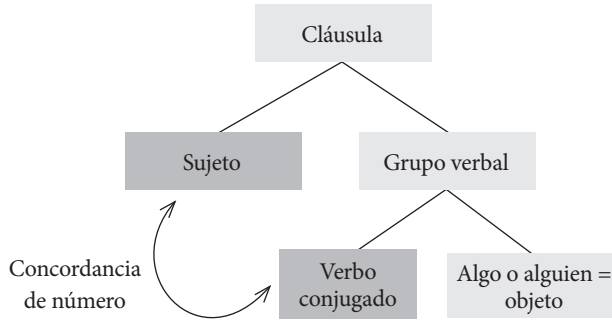 Cláusula
Sujeto
Grupo verbal
Concordancia
de número
Verbo
conjugado
Algo o alguien =
objeto